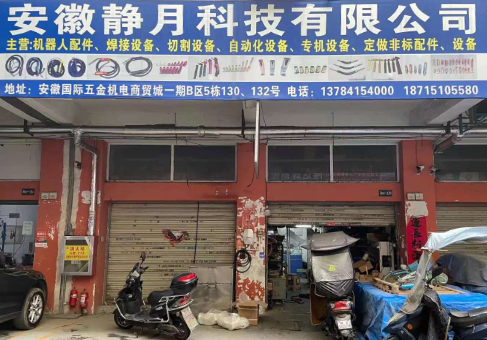 安徽静月科技有限公司
主营:机器人配件、焊接设备、切割设备、自动化设备、专机设备、定做非标配件、设备
地址：安徽国际五金机电商贸城一期B区5栋130、132号 电话：13784154000 18715105580